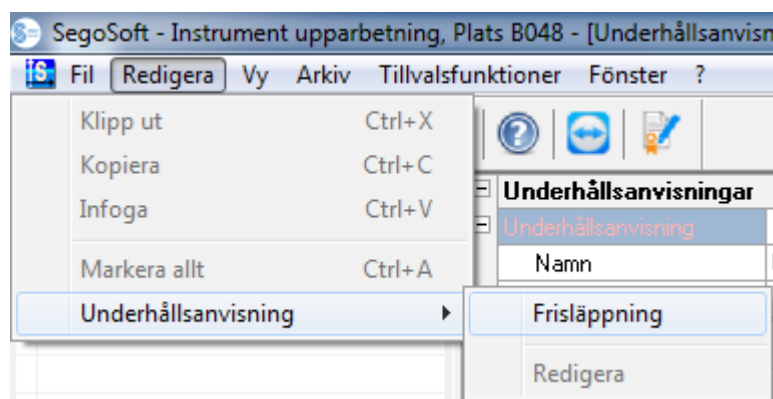 SegoSoft - Instrument upparbetning, Plats B048 - [Underhållsanvisn
Fil Redigera Vy Arkiv Tillvalsfunktioner Fönster ?
Klipp ut Ctrl+X
Kopiera Ctrl+C
Infoga Ctrl+V
Markera allt Ctrl+A
Underhållsanvisning
Underhållsanvisningar
Underhållsanvisning
Namn
Frisläppning
Redigera